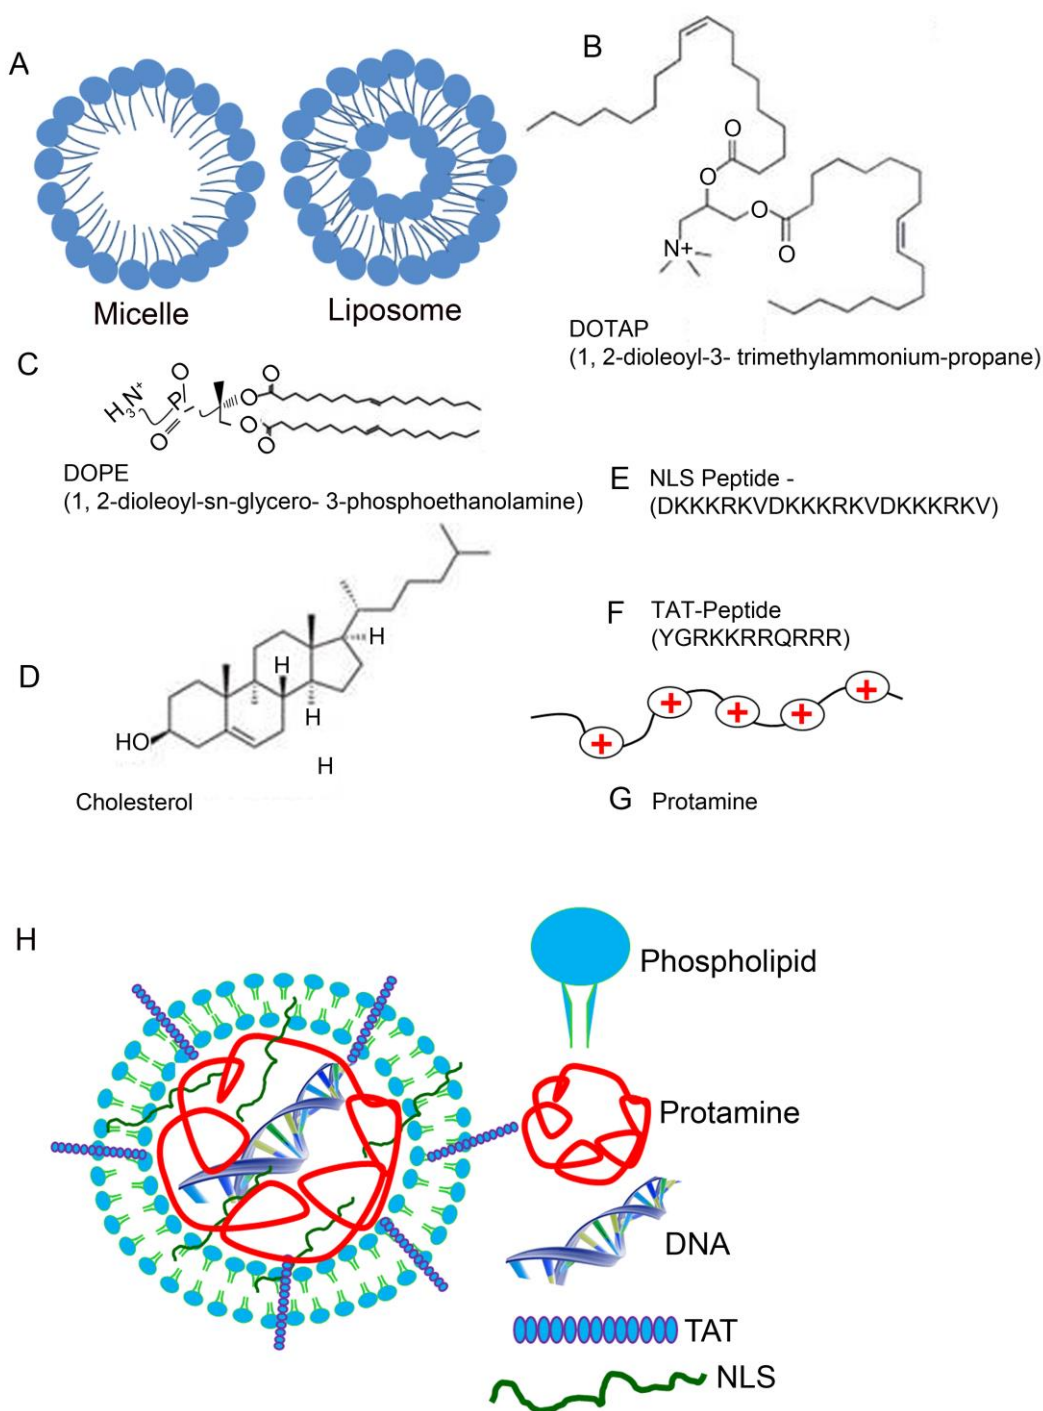 A
Micelle
Liposome
B
O
O
O
O
N+
DOTAP
(1, 2-dioleoyl-3- trimethylammonium-propane)
C
H3N+
O
P
O
O
O
O
O
DOPE
(1, 2-dioleoyl-sn-glycero- 3-phosphoethanolamine)
D
H
H
H
H
HO
Cholesterol
E NLS Peptide -
(DKKKRKVDKKKRKVDKKKRKV)
F TAT-Peptide
(YGRKKRRQRRR)
+ + + + +
G Protamine
H
Phospholipid
Protamine
DNA
TAT
NLS